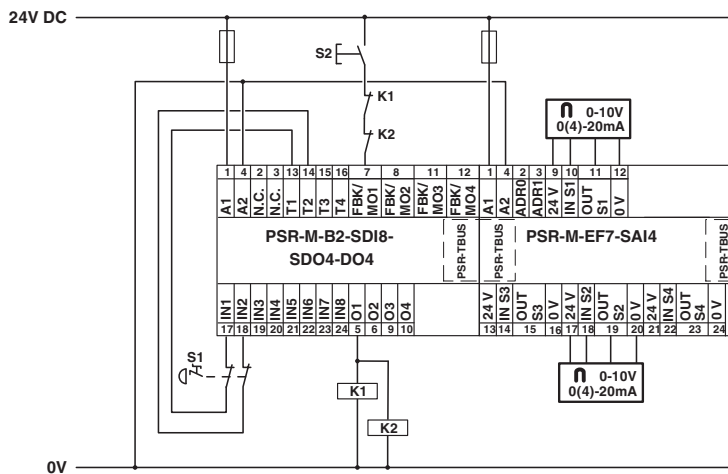 24V DC
S2
K1
K2
0-10V
0(4)-20mA
1 4 2 3 13 14 15 16 7 8 11 12 1 4 2 3 9 10 11 12
A1 A2 N.C. N.C. T1 T2 T3 T4 FBK/MO1 FBK/MO2 FBK/MO3 FBK/MO4 A1 A2 ADR0 ADR1 24 V IN S1 OUT S1 0 V
PSR-M-B2-SDI8-
SDO4-DO4
PSR-TBUS
PSR-TBUS
PSR-M-EF7-SAI4
PSR-TBUS
IN1 IN2 IN3 IN4 IN5 IN6 IN7 IN8 O1 O2 O3 O4 24 V IN S3 OUT S3 0 V 24 V IN S2 OUT S2 0 V 24 V IN S4 OUT S4 0 V
17 18 19 20 21 22 23 24 5 6 9 10 13 14 15 16 17 18 19 20 21 22 23 24
S1
K1
K2
0-10V
0(4)-20mA
0V